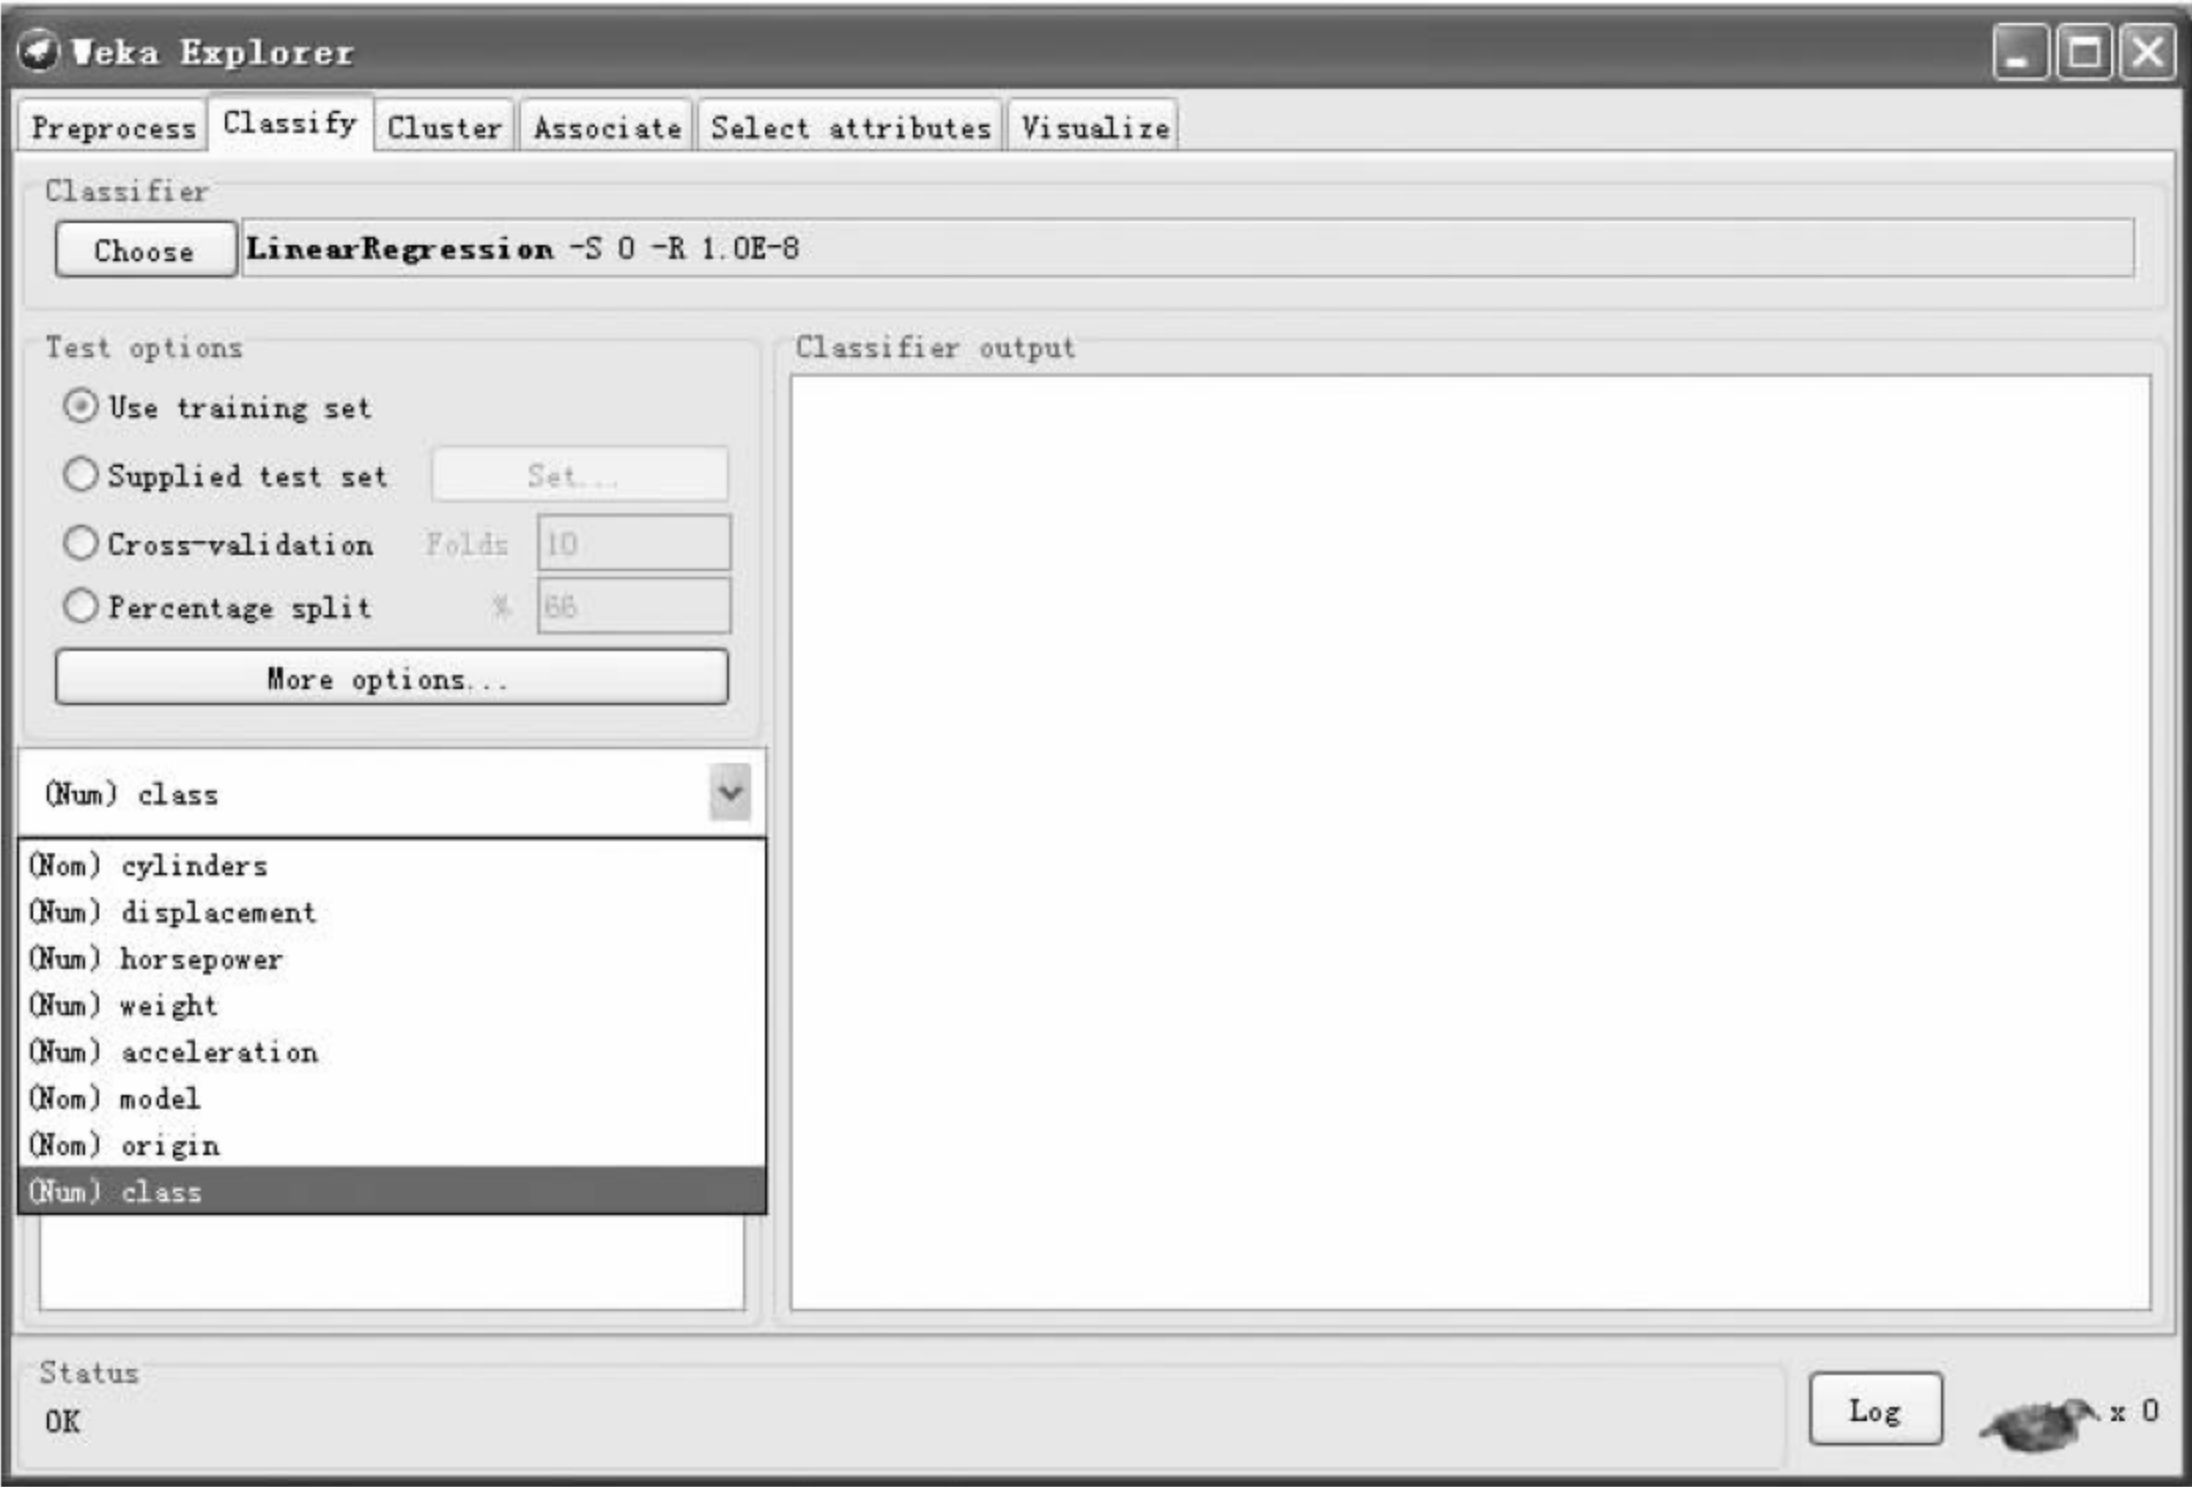 Weka Explorer
Preprocess Classify Cluster Associate Select attributes Visualize
Classifier
Choose LinearRegression -S 0 -R 1.0E-8
Test options
Use training set
Supplied test set Set...
Cross-validation Folds 10
Percentage split % 66
More options...
(Num) class
(Nom) cylinders
(Num) displacement
(Num) horsepower
(Num) weight
(Num) acceleration
(Nom) model
(Nom) origin
(Num) class
Classifier output
Status
OK
Log
x 0